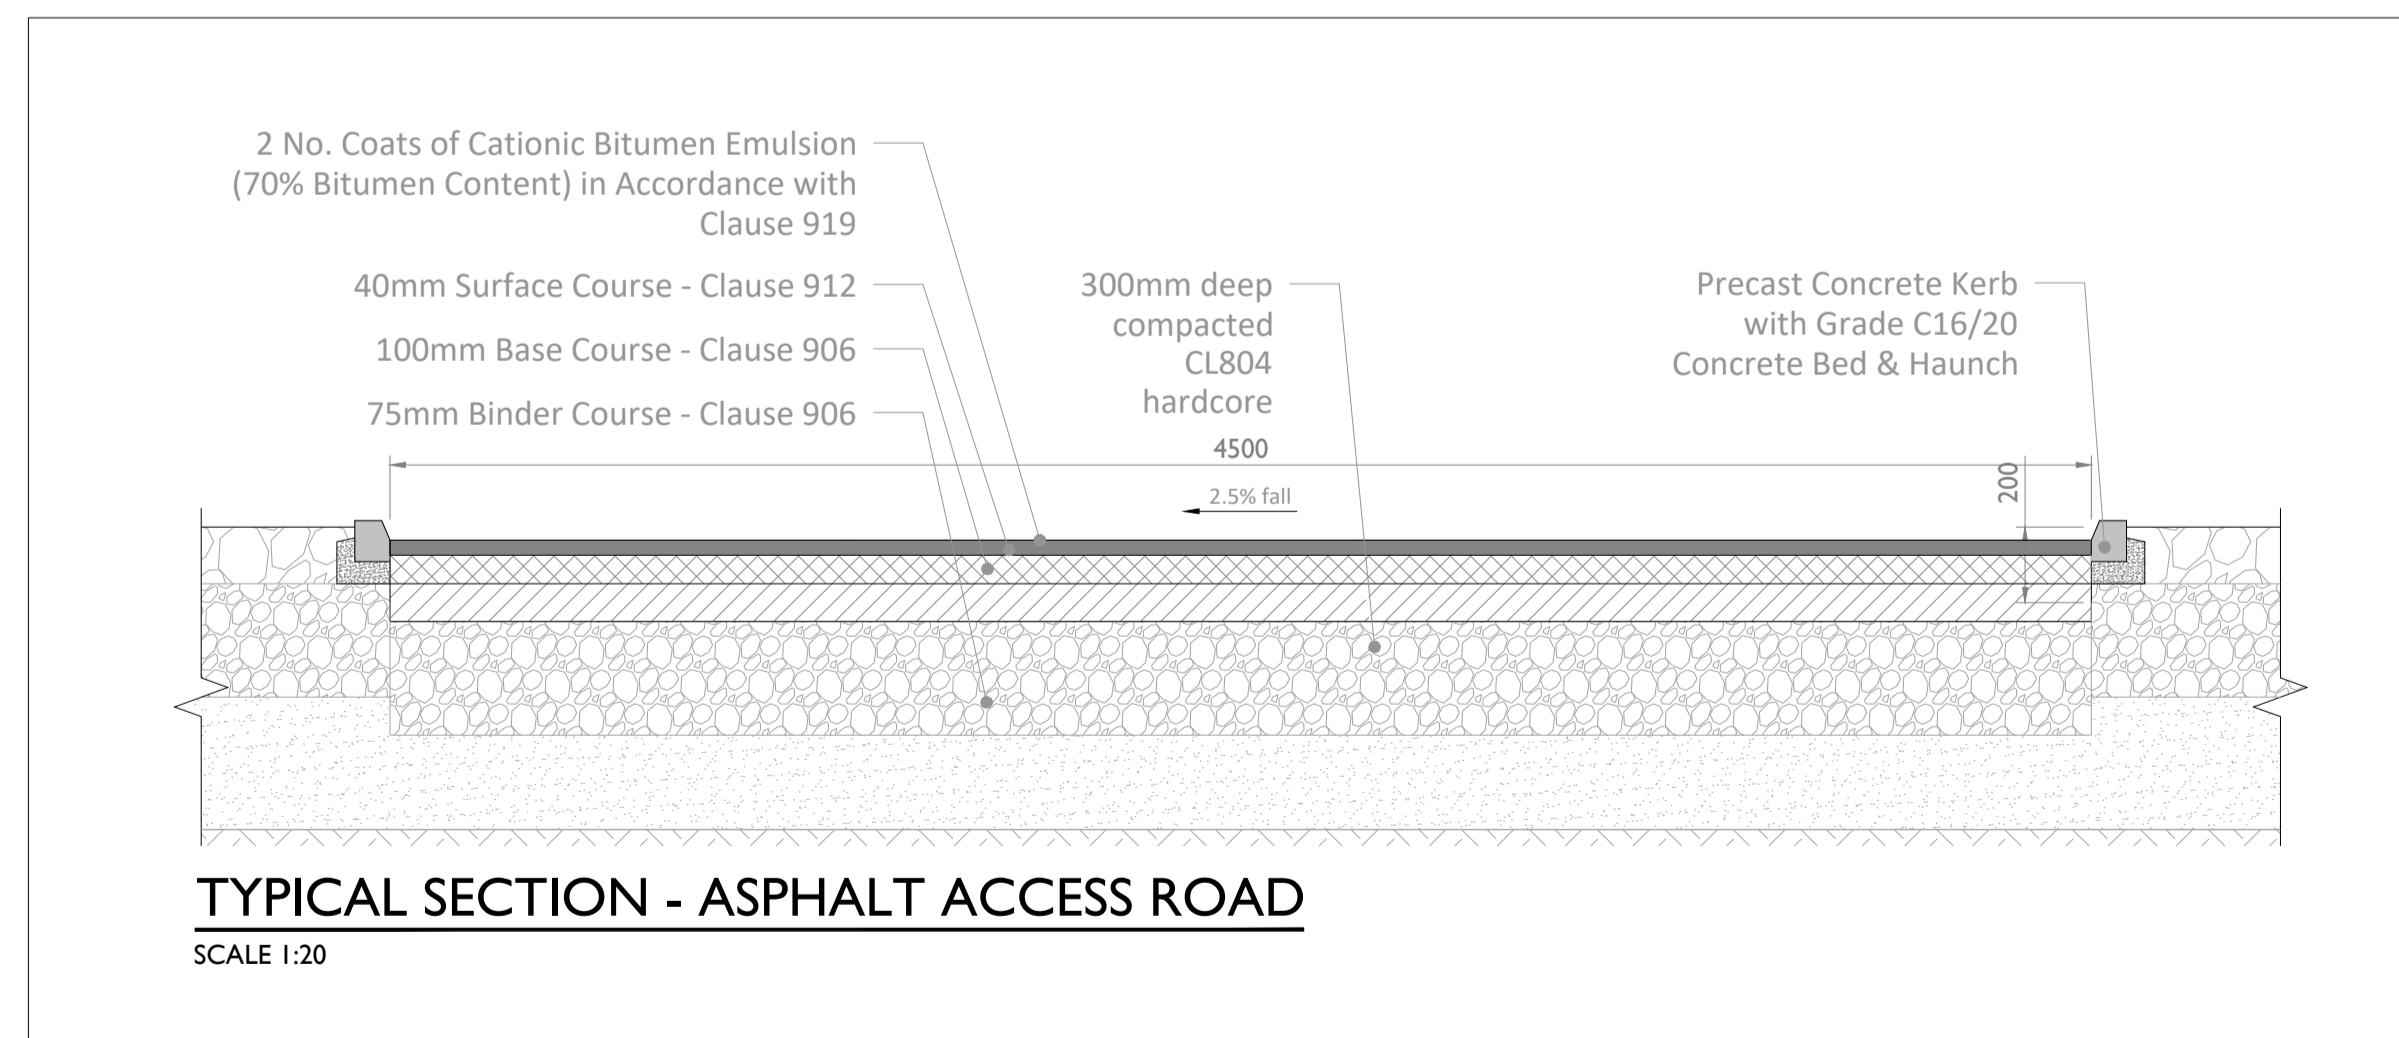 2 No. Coats of Cationic Bitumen Emulsion
(70% Bitumen Content) in Accordance with
Clause 919
40mm Surface Course - Clause 912
100mm Base Course - Clause 906
75mm Binder Course - Clause 906
300mm deep
compacted
CL804
hardcore
Precast Concrete Kerb
with Grade C16/20
Concrete Bed & Haunch
4500
200
2.5% fall
TYPICAL SECTION - ASPHALT ACCESS ROAD
SCALE 1:20